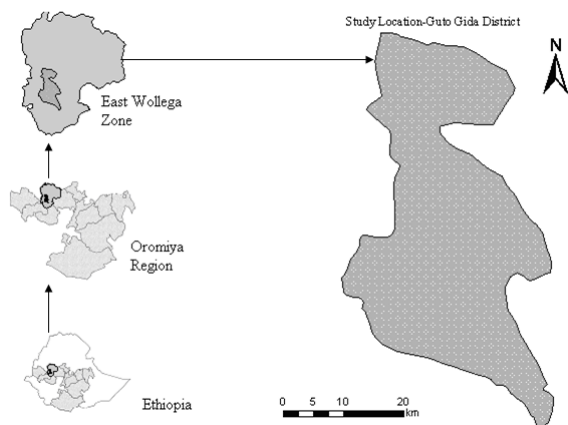 Study Location-Guto Gida District
N
East Wollega
Zone
Oromiya
Region
Ethiopia
0 5 10 20
km